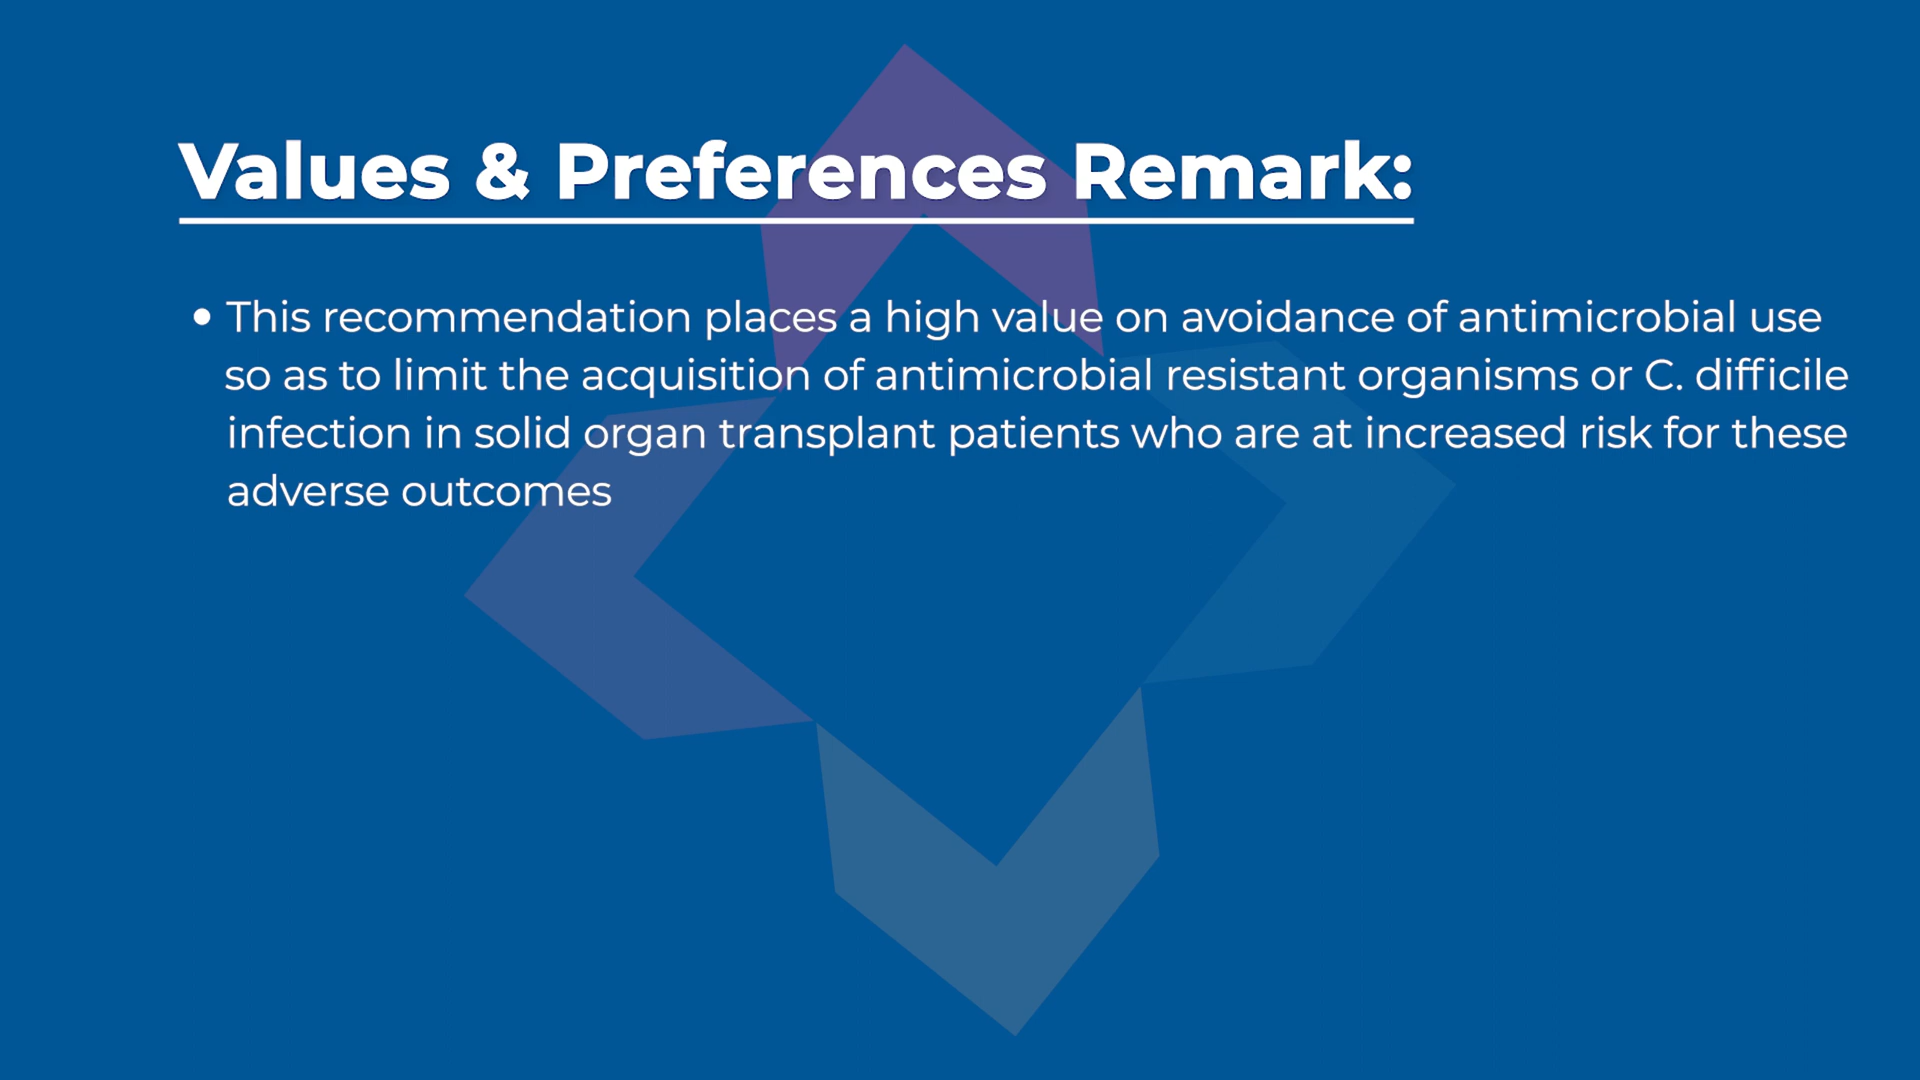 Values & Preferences Remark:
• This recommendation places a high value on avoidance of antimicrobial use
so as to limit the acquisition of antimicrobial resistant organisms or C. difficile
infection in solid organ transplant patients who are at increased risk for these
adverse outcomes